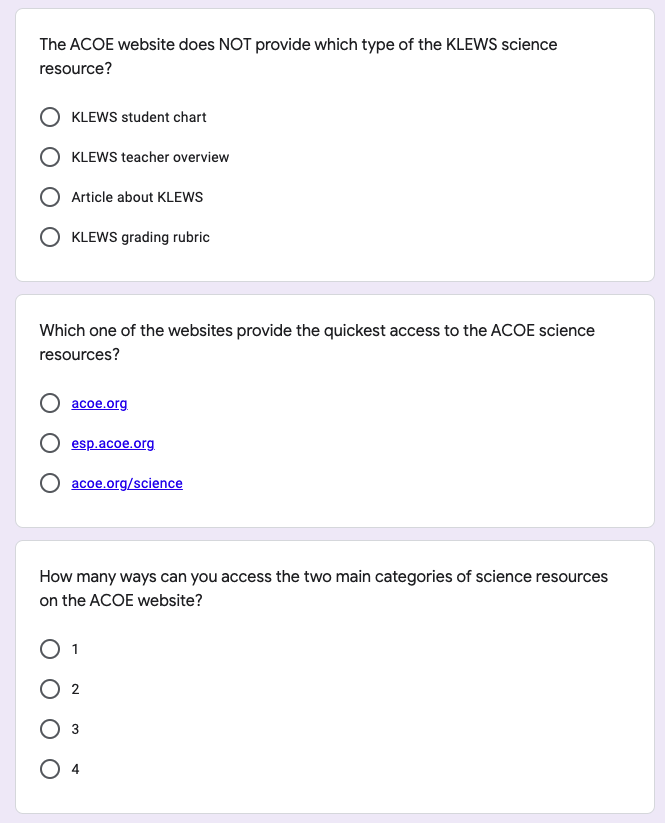 The ACOE website does NOT provide which type of the KLEWS science
resource?
KLEWS student chart
KLEWS teacher overview
Article about KLEWS
KLEWS grading rubric
Which one of the websites provide the quickest access to the ACOE science
resources?
acoe.org
esp.acoe.org
acoe.org/science
How many ways can you access the two main categories of science resources
on the ACOE website?
1
2
3
4